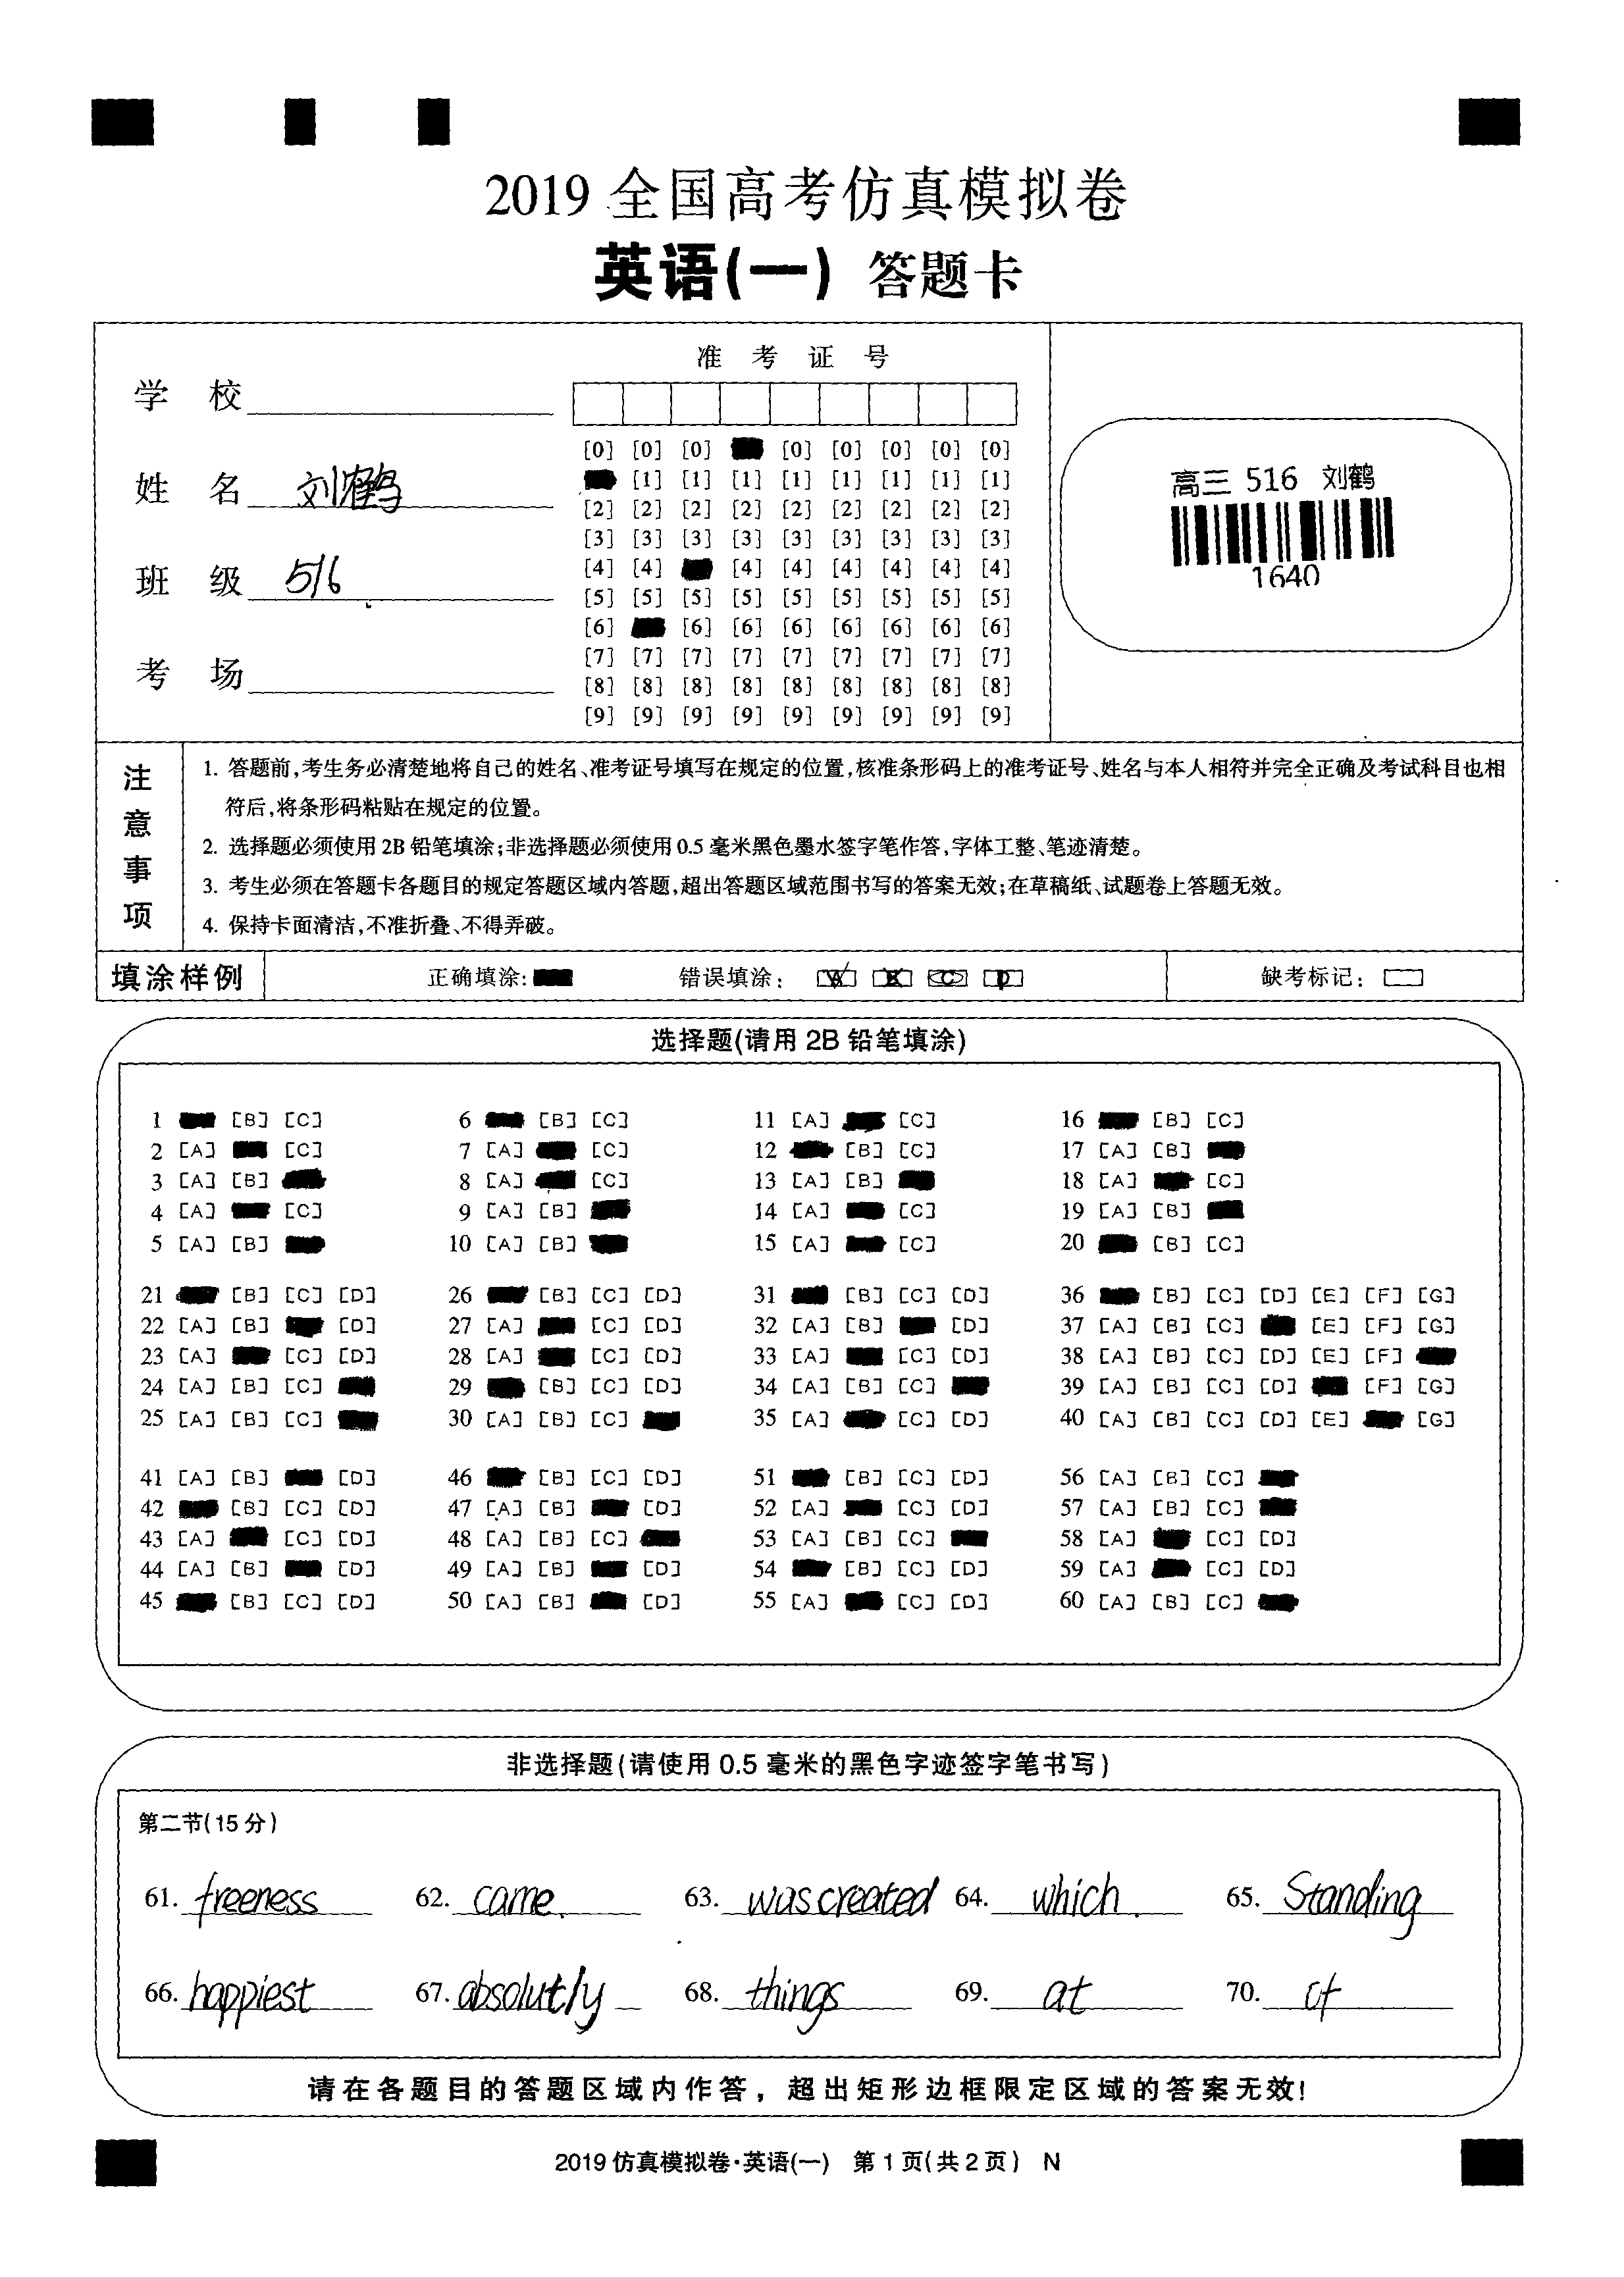 2019全国高考仿真模拟卷
英语(一) 答题卡
学 校
姓 名 刘鹤
班 级 516
考 场
准 考 证 号
[0] [0] [0] [0] [0] [0] [0] [0]
[1] [1] [1] [1] [1] [1] [1] [1]
[2] [2] [2] [2] [2] [2] [2] [2] [2]
[3] [3] [3] [3] [3] [3] [3] [3] [3]
[4] [4] [4] [4] [4] [4] [4] [4]
[5] [5] [5] [5] [5] [5] [5] [5] [5]
[6] [6] [6] [6] [6] [6] [6] [6]
[7] [7] [7] [7] [7] [7] [7] [7] [7]
[8] [8] [8] [8] [8] [8] [8] [8] [8]
[9] [9] [9] [9] [9] [9] [9] [9] [9]
高三 516 刘鹤
1640
注意事项
1. 答题前,考生务必清楚地将自己的姓名、准考证号填写在规定的位置,核准条形码上的准考证号、姓名与本人相符并完全正确及考试科目也相
符后,将条形码粘贴在规定的位置。
2. 选择题必须使用2B铅笔填涂;非选择题必须使用0.5毫米黑色墨水签字笔作答,字体工整、笔迹清楚。
3. 考生必须在答题卡各题目的规定答题区域内答题,超出答题区域范围书写的答案无效;在草稿纸、试题卷上答题无效。
4. 保持卡面清洁,不准折叠、不得弄破。
填涂样例 正确填涂: 错误填涂: 缺考标记:
选择题(请用2B铅笔填涂)
1 [B] [C] 6 [B] [C] 11 [A] [C] 16 [B] [C]
2 [A] [C] 7 [A] [C] 12 [B] [C] 17 [A] [B]
3 [A] [B] 8 [A] [C] 13 [A] [B] 18 [A] [C]
4 [A] [C] 9 [A] [B] 14 [A] [C] 19 [A] [B]
5 [A] [B] 10 [A] [B] 15 [A] [C] 20 [B] [C]
21 [B] [C] [D] 26 [B] [C] [D] 31 [B] [C] [D] 36 [B] [C] [D] [E] [F] [G]
22 [A] [B] [D] 27 [A] [C] [D] 32 [A] [B] [D] 37 [A] [B] [C] [E] [F] [G]
23 [A] [C] [D] 28 [A] [C] [D] 33 [A] [C] [D] 38 [A] [B] [C] [D] [E] [F]
24 [A] [B] [C] 29 [B] [C] [D] 34 [A] [B] [C] 39 [A] [B] [C] [D] [F] [G]
25 [A] [B] [C] 30 [A] [B] [C] 35 [A] [C] [D] 40 [A] [B] [C] [D] [E] [G]
41 [A] [B] [D] 46 [B] [C] [D] 51 [B] [C] [D] 56 [A] [B] [C]
42 [B] [C] [D] 47 [A] [B] [D] 52 [A] [C] [D] 57 [A] [B] [C]
43 [A] [C] [D] 48 [A] [B] [C] 53 [A] [B] [C] 58 [A] [C] [D]
44 [A] [B] [D] 49 [A] [B] [D] 54 [B] [C] [D] 59 [A] [C] [D]
45 [B] [C] [D] 50 [A] [B] [D] 55 [A] [C] [D] 60 [A] [B] [C]
非选择题(请使用0.5毫米的黑色字迹签字笔书写)
第二节(15分)
61. freeness 62. came. 63. was created 64. which. 65. Standing
66. happiest 67. absolutly 68. things 69. at 70. of
请在各题目的答题区域内作答，超出矩形边框限定区域的答案无效!
2019仿真模拟卷·英语(一) 第1页(共2页) N